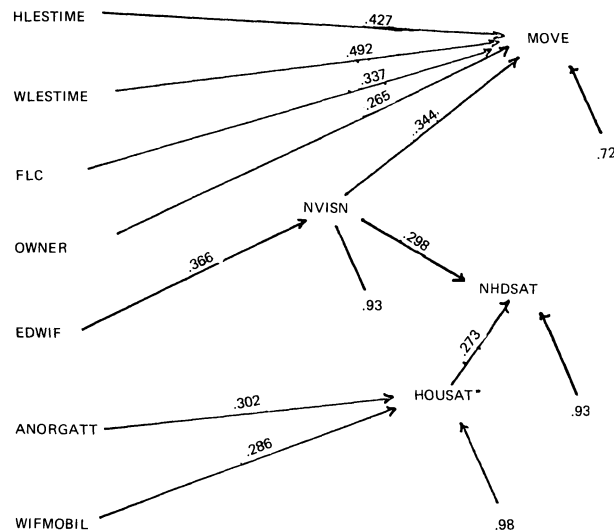 HLESTIME
.427
MOVE
.492
WLESTIME
.337
.265
.344
.72
FLC
NVISN
OWNER
.298
.366
NHDSAT
.93
EDWIF
.273
HOUSAT
.302
.93
ANORGATT
.286
WIFMOBIL
.98